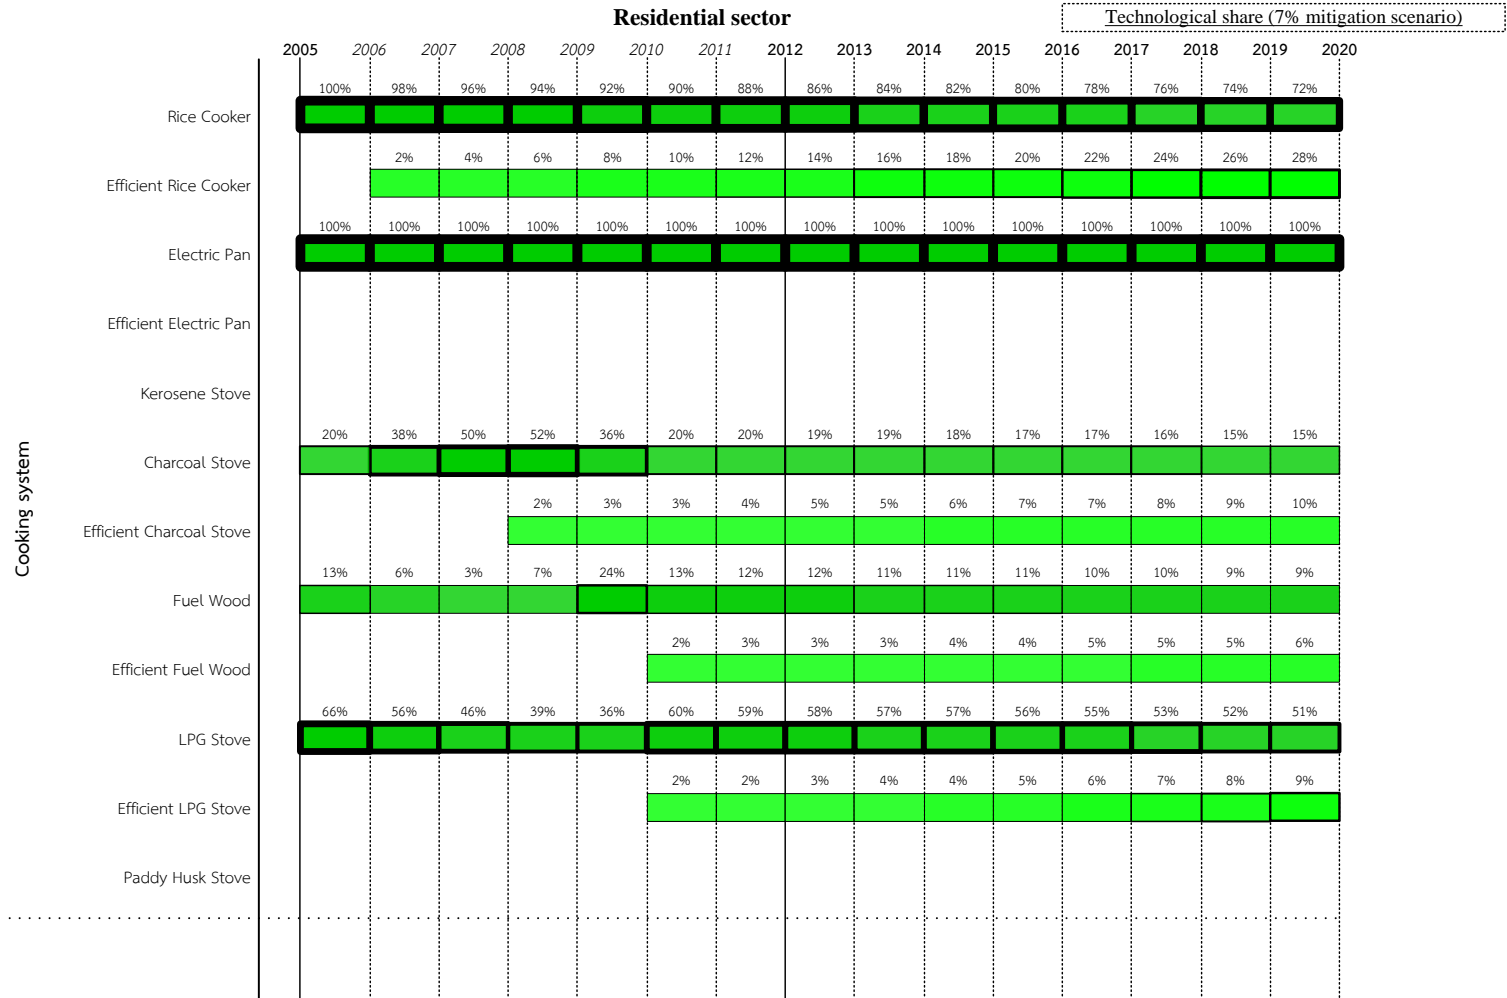 Residential sector
Technological share (7% mitigation scenario)
2005 2006 2007 2008 2009 2010 2011 2012 2013 2014 2015 2016 2017 2018 2019 2020
100% 98% 96% 94% 92% 90% 88% 86% 84% 82% 80% 78% 76% 74% 72%
Rice Cooker
2% 4% 6% 8% 10% 12% 14% 16% 18% 20% 22% 24% 26% 28%
Efficient Rice Cooker
100% 100% 100% 100% 100% 100% 100% 100% 100% 100% 100% 100% 100% 100% 100%
Electric Pan
Efficient Electric Pan
Kerosene Stove
Cooking system
20% 38% 50% 52% 36% 20% 20% 19% 19% 18% 17% 17% 16% 15% 15%
Charcoal Stove
2% 3% 3% 4% 5% 5% 6% 7% 7% 8% 9% 10%
Efficient Charcoal Stove
13% 6% 3% 7% 24% 13% 12% 12% 11% 11% 11% 10% 10% 9% 9%
Fuel Wood
2% 3% 3% 3% 4% 4% 5% 5% 5% 6%
Efficient Fuel Wood
66% 56% 46% 39% 36% 60% 59% 58% 57% 57% 56% 55% 53% 52% 51%
LPG Stove
2% 2% 3% 4% 4% 5% 6% 7% 8% 9%
Efficient LPG Stove
Paddy Husk Stove